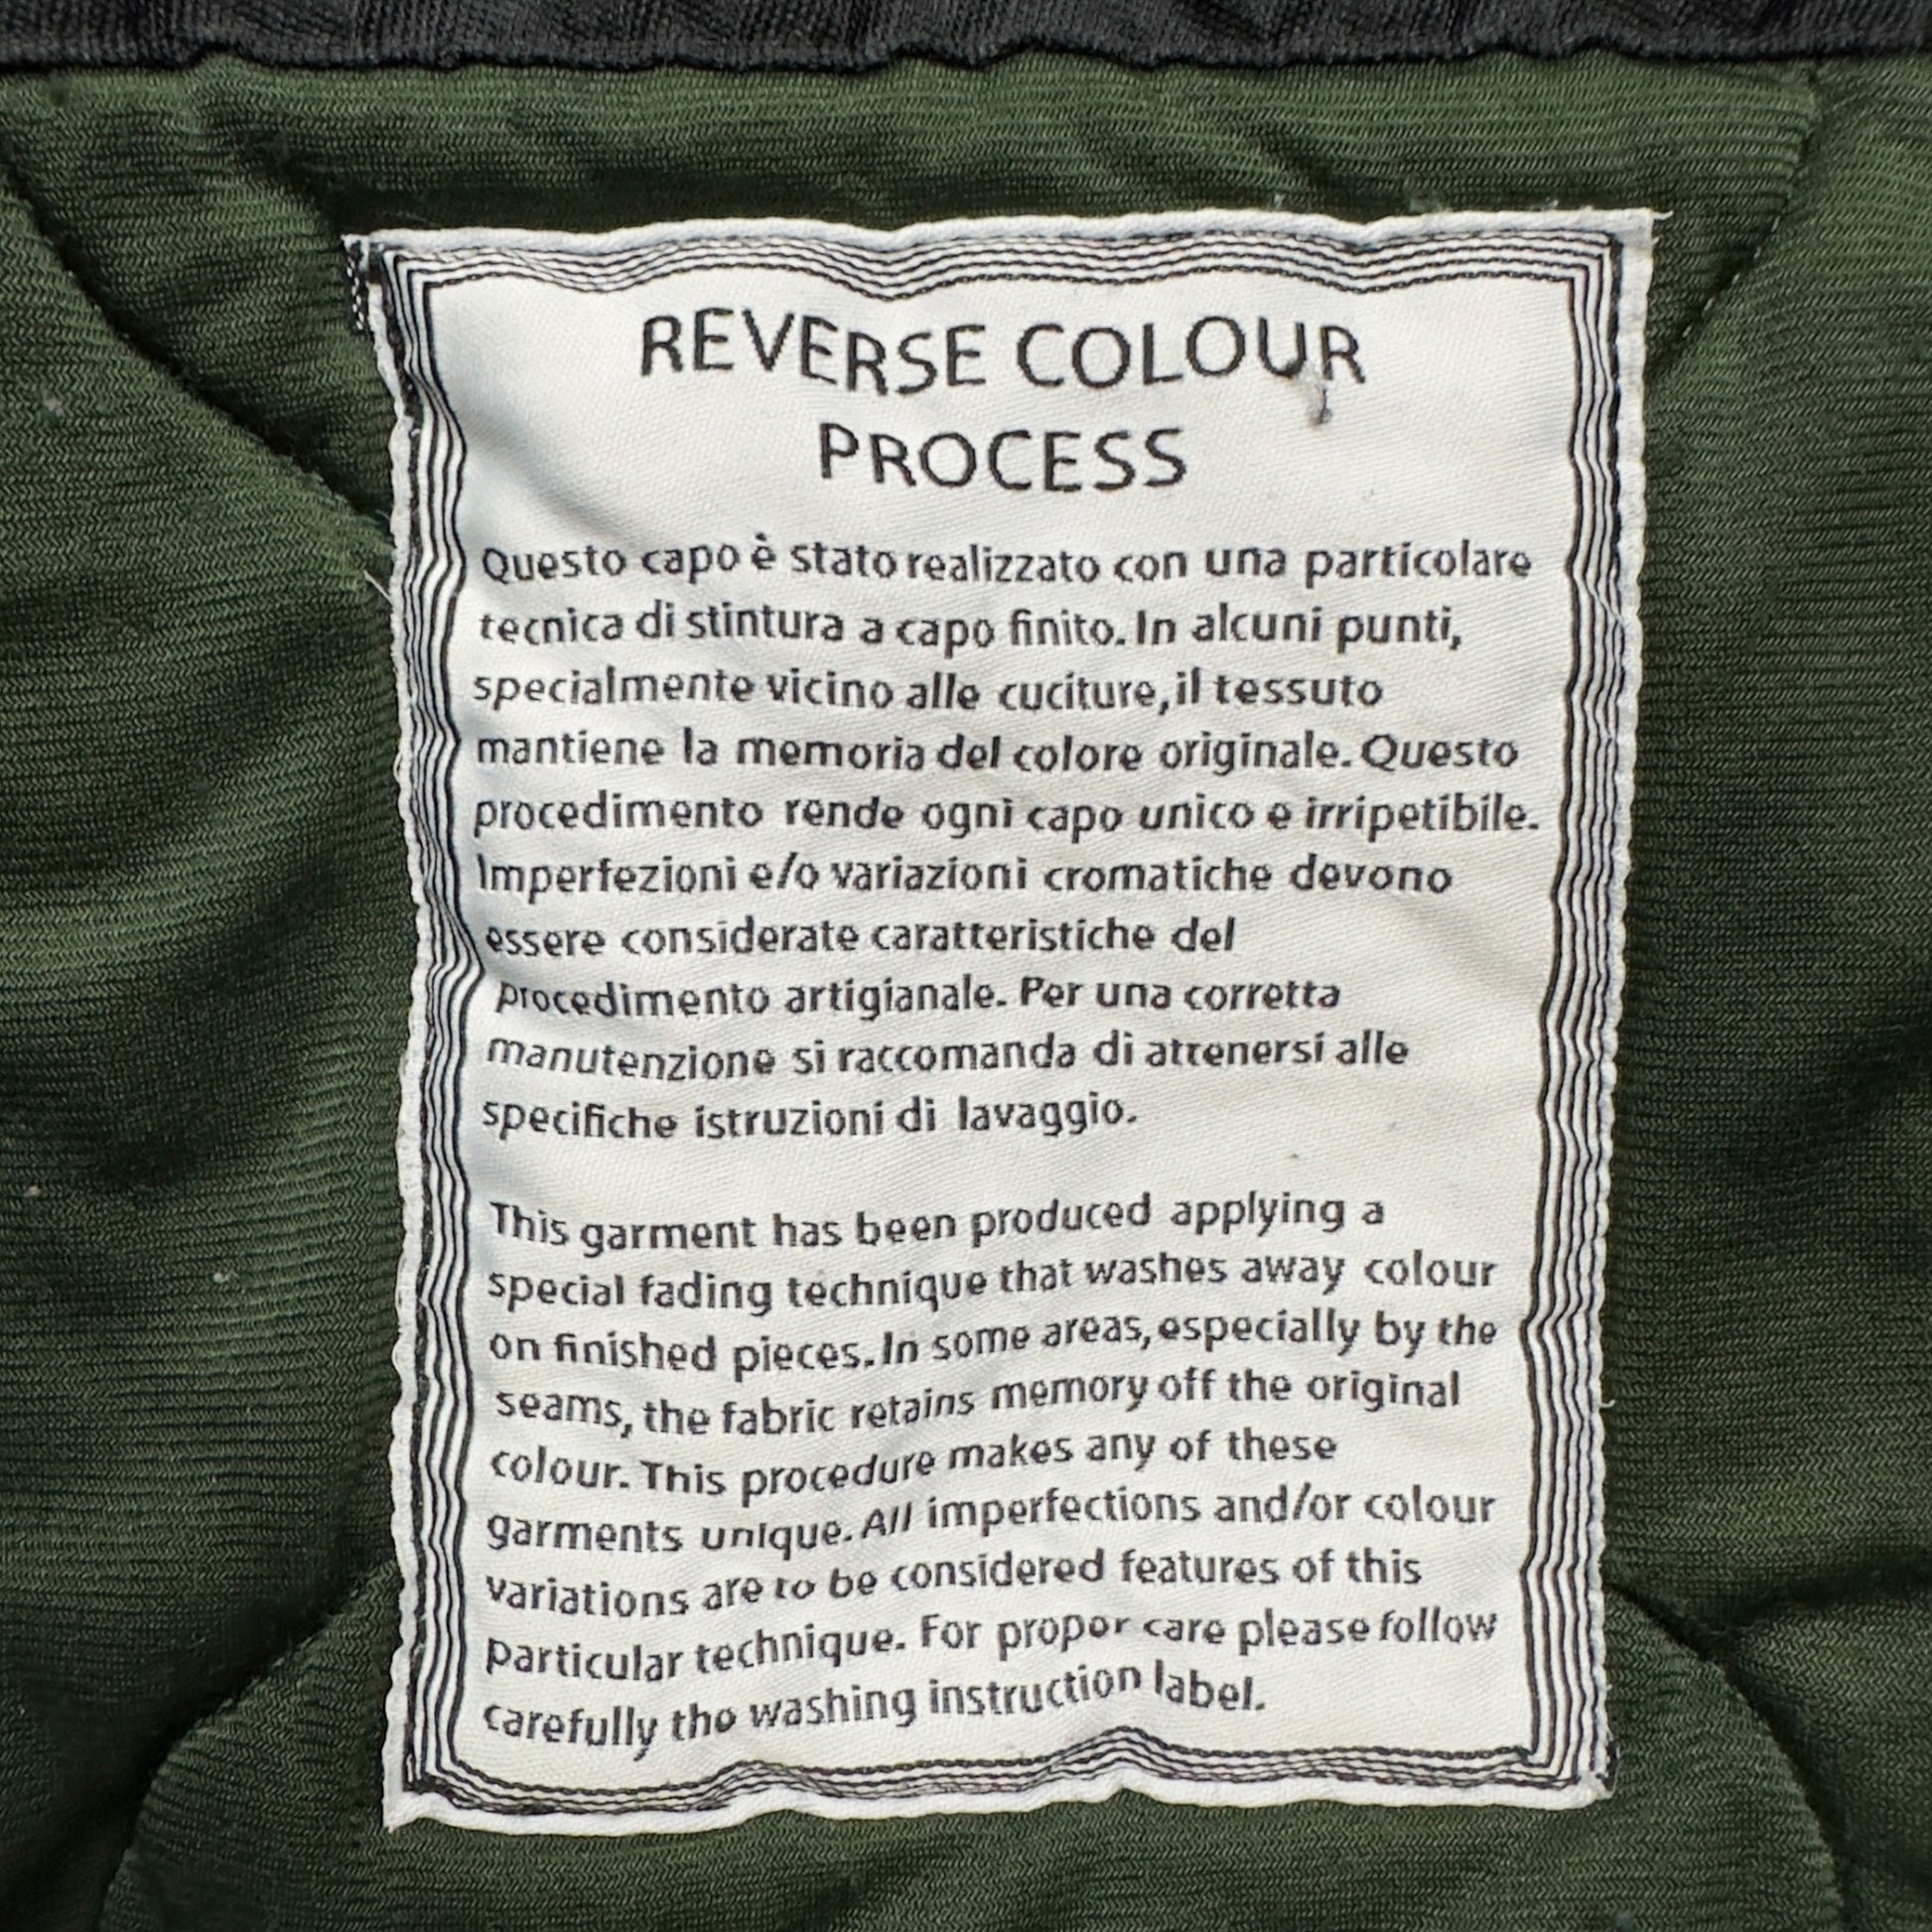 REVERSE COLOUR
PROCESS
Questo capo è stato realizzato con una particolare
tecnica di stintura a capo finito. In alcuni punti,
specialmente vicino alle cuciture, il tessuto
mantiene la memoria del colore originale. Questo
procedimento rende ogni capo unico e irripetibile.
Imperfezioni e/o variazioni cromatiche devono
essere considerate caratteristiche del
procedimento artigianale. Per una corretta
manutenzione si raccomanda di attenersi alle
specifiche istruzioni di lavaggio.
This garment has been produced applying a
special fading technique that washes away colour
on finished pieces. In some areas, especially by the
seams, the fabric retains memory off the original
colour. This procedure makes any of these
garments unique. All imperfections and/or colour
variations are to be considered features of this
particular technique. For proper care please follow
carefully the washing instruction label.